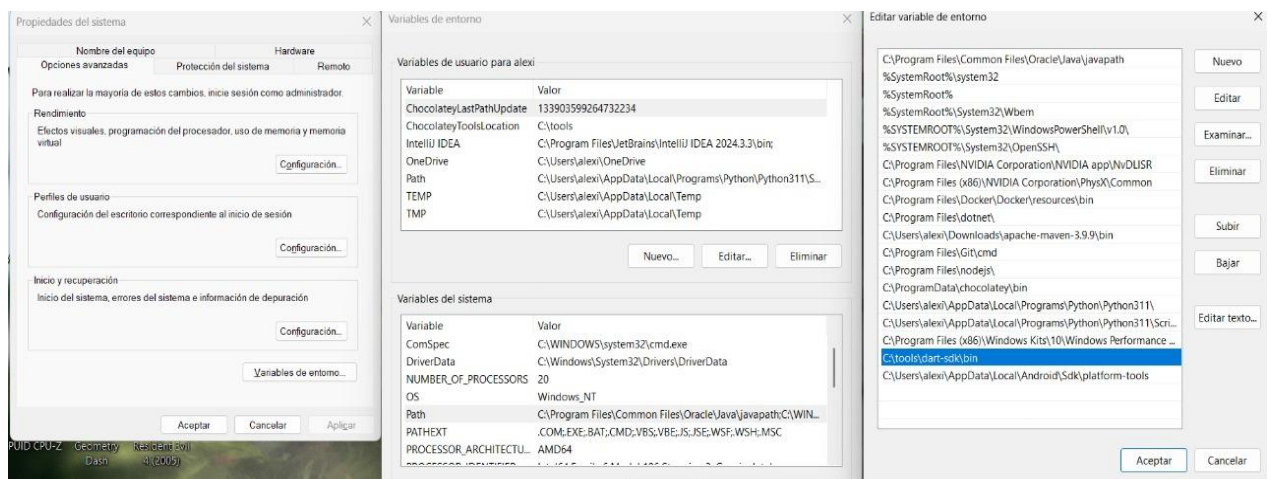 Propiedades del sistema
Nombre del equipo Hardware
Opciones avanzadas Protección del sistema Remoto
Para realizar la mayoría de estos cambios, inicie sesión como administrador.
Rendimiento
Efectos visuales, programación del procesador, uso de memoria y memoria
virtual
Configuración...
Perfiles de usuario
Configuración del escritorio correspondiente al inicio de sesión
Configuración...
Inicio y recuperación
Inicio del sistema, errores del sistema e información de depuración
Configuración...
Variables de entorno...
Aceptar Cancelar Aplicar
PUID CPU-Z Geometry Resident Evil
Dash 4 (2005)
Variables de entorno
Variables de usuario para alexi
Variable Valor
ChocolateyLastPathUpdate 133903599264732234
ChocolateyToolsLocation C:\tools
IntelliJ IDEA C:\Program Files\JetBrains\IntelliJ IDEA 2024.3.3\bin;
OneDrive C:\Users\alexi\OneDrive
Path C:\Users\alexi\AppData\Local\Programs\Python\Python311\S...
TEMP C:\Users\alexi\AppData\Local\Temp
TMP C:\Users\alexi\AppData\Local\Temp
Nuevo... Editar... Eliminar
Variables del sistema
Variable Valor
ComSpec C:\WINDOWS\system32\cmd.exe
DriverData C:\Windows\System32\Drivers\DriverData
NUMBER_OF_PROCESSORS 20
OS Windows_NT
Path C:\Program Files\Common Files\Oracle\Java\javapath;C:\WIN...
PATHEXT .COM;.EXE;.BAT;.CMD;.VBS;.VBE;.JS;.JSE;.WSF;.WSH;.MSC
PROCESSOR_ARCHITECTU... AMD64
Editar variable de entorno
C:\Program Files\Common Files\Oracle\Java\javapath
%SystemRoot%\system32
%SystemRoot%
%SystemRoot%\System32\Wbem
%SYSTEMROOT%\System32\WindowsPowerShell\v1.0\
%SYSTEMROOT%\System32\OpenSSH\
C:\Program Files\NVIDIA Corporation\NVIDIA app\NvDLISR
C:\Program Files (x86)\NVIDIA Corporation\PhysX\Common
C:\Program Files\Docker\Docker\resources\bin
C:\Program Files\dotnet\
C:\Users\alexi\Downloads\apache-maven-3.9.9\bin
C:\Program Files\Git\cmd
C:\Program Files\nodejs\
C:\ProgramData\chocolatey\bin
C:\Users\alexi\AppData\Local\Programs\Python\Python311\
C:\Users\alexi\AppData\Local\Programs\Python\Python311\Scri...
C:\Program Files (x86)\Windows Kits\10\Windows Performance ...
C:\tools\dart-sdk\bin
C:\Users\alexi\AppData\Local\Android\Sdk\platform-tools
Nuevo
Editar
Examinar...
Eliminar
Subir
Bajar
Editar texto...
Aceptar Cancelar